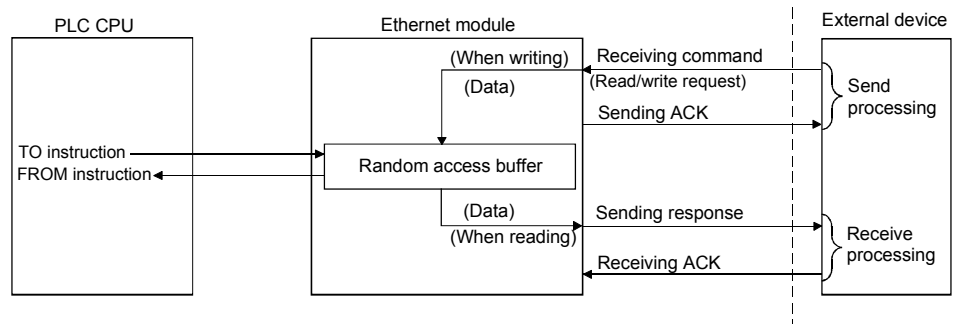 PLC CPU
Ethernet module
External device
(When writing)
Receiving command
(Data)
(Read/write request)
Send
processing
Sending ACK
TO instruction
FROM instruction
Random access buffer
(Data)
Sending response
(When reading)
Receive
processing
Receiving ACK